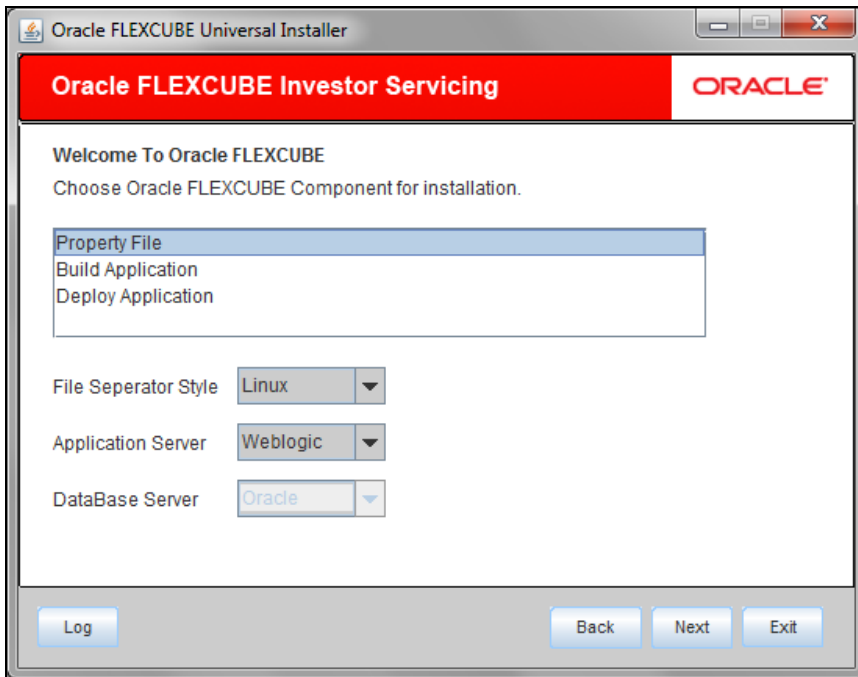 Oracle FLEXCUBE Universal Installer
Oracle FLEXCUBE Investor Servicing
ORACLE®
Welcome To Oracle FLEXCUBE
Choose Oracle FLEXCUBE Component for installation.
Property File
Build Application
Deploy Application
File Seperator Style Linux
Application Server Weblogic
DataBase Server Oracle
Log Back Next Exit